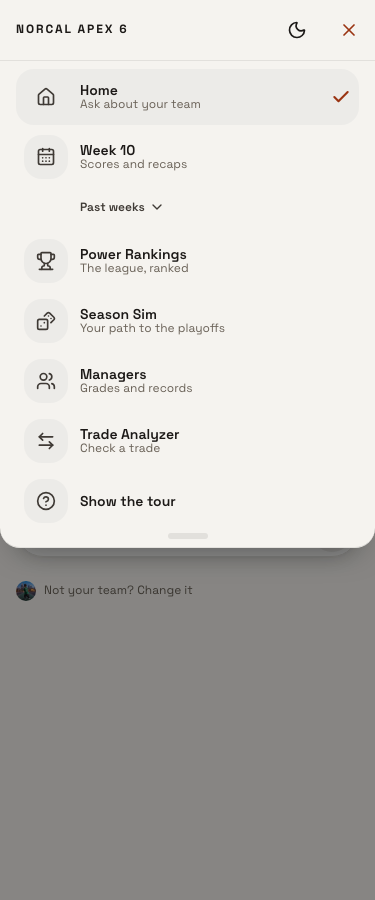 NORCAL APEX 6
Home
Ask about your team
Week 10
Scores and recaps
Past weeks
Power Rankings
The league, ranked
Season Sim
Your path to the playoffs
Managers
Grades and records
Trade Analyzer
Check a trade
Show the tour
Not your team? Change it